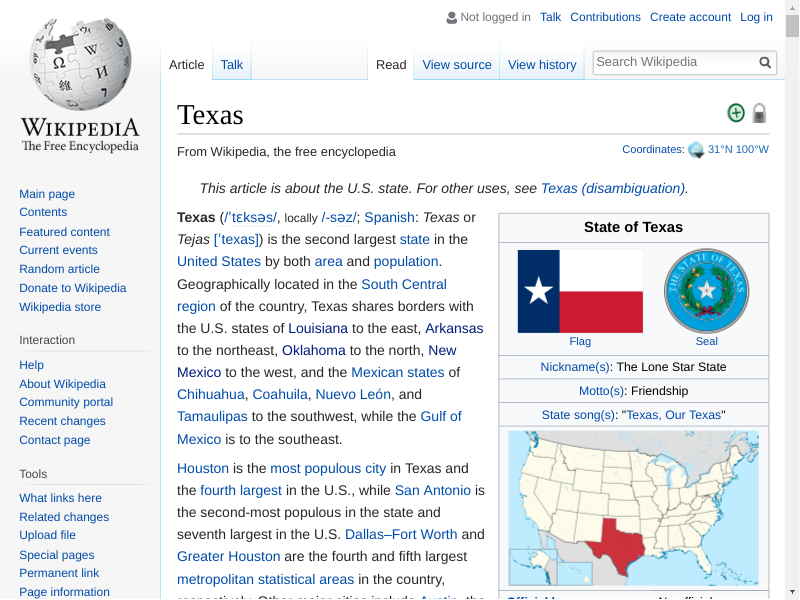 Not logged in Talk Contributions Create account Log in
Article Talk Read View source View history Search Wikipedia
WIKIPEDIA
The Free Encyclopedia
Main page
Contents
Featured content
Current events
Random article
Donate to Wikipedia
Wikipedia store
Interaction
Help
About Wikipedia
Community portal
Recent changes
Contact page
Tools
What links here
Related changes
Upload file
Special pages
Permanent link
Page information
Texas
From Wikipedia, the free encyclopedia
Coordinates: 31°N 100°W
This article is about the U.S. state. For other uses, see Texas (disambiguation).
Texas (/ˈtɛksəs/, locally /-səz/; Spanish: Texas or
Tejas [ˈtexas]) is the second largest state in the
United States by both area and population.
Geographically located in the South Central
region of the country, Texas shares borders with
the U.S. states of Louisiana to the east, Arkansas
to the northeast, Oklahoma to the north, New
Mexico to the west, and the Mexican states of
Chihuahua, Coahuila, Nuevo León, and
Tamaulipas to the southwest, while the Gulf of
Mexico is to the southeast.
Houston is the most populous city in Texas and
the fourth largest in the U.S., while San Antonio is
the second-most populous in the state and
seventh largest in the U.S. Dallas–Fort Worth and
Greater Houston are the fourth and fifth largest
metropolitan statistical areas in the country,
respectively. Other major cities include Austin, the
State of Texas
THE STATE OF TEXAS
Flag Seal
Nickname(s): The Lone Star State
Motto(s): Friendship
State song(s): "Texas, Our Texas"